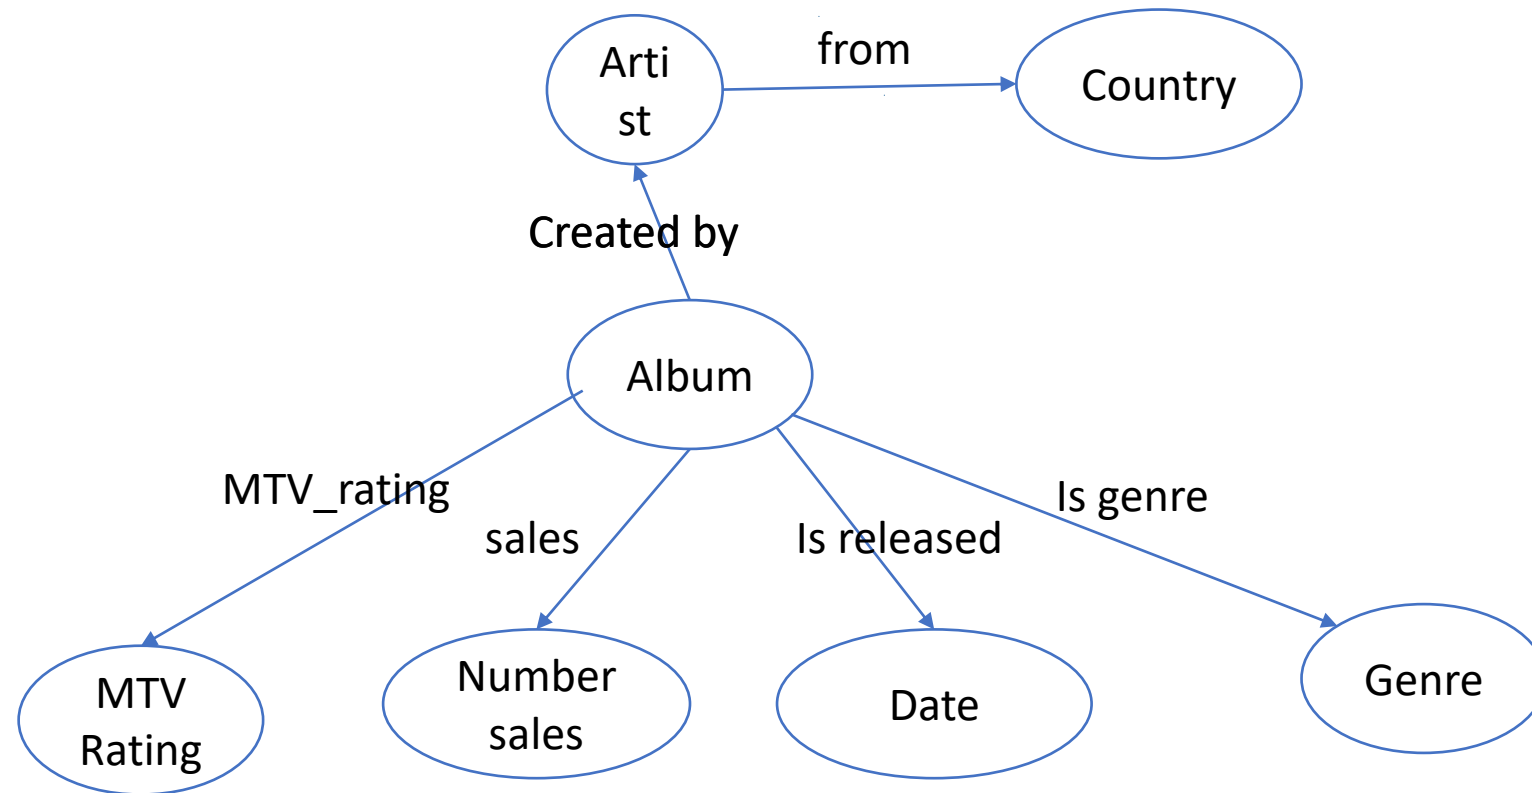 from
Arti
st
Country
Created by
Album
MTV_rating
Is genre
sales
Is released
MTV
Rating
Number
sales
Date
Genre